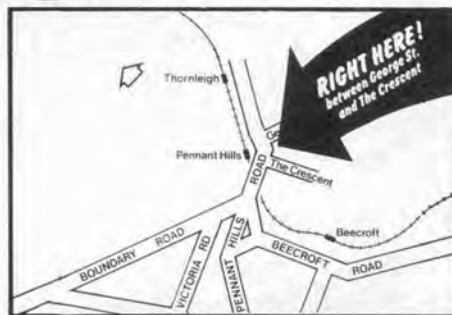 RIGHT HERE!
between George St.
and The Crescent
Thornleigh
Ge
Pennant Hills
The Crescent
ROAD
Beecroft
BOUNDARY ROAD
VICTORIA RD
PENNANT HILLS
BEECROFT ROAD